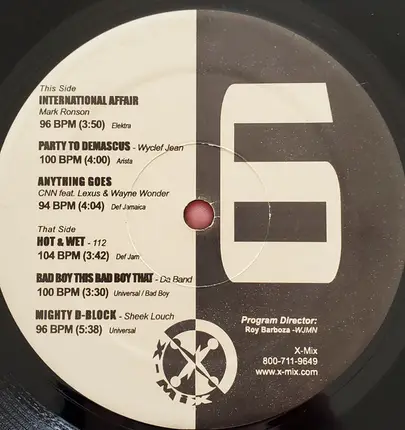 This Side
INTERNATIONAL AFFAIR
Mark Ronson
96 BPM (3:50) Elektra
PARTY TO DEMASCUS - Wyclef Jean
100 BPM (4:00) Arista
ANYTHING GOES
CNN feat. Lexus & Wayne Wonder
94 BPM (4:04) Def Jamaica
That Side
HOT & WET - 112
104 BPM (3:42) Def Jam
BAD BOY THIS BAD BOY THAT - Da Band
100 BPM (3:30) Universal / Bad Boy
MIGHTY D-BLOCK - Sheek Louch
96 BPM (5:38) Universal
X-MIX
6
Program Director:
Roy Barboza -WJMN
X-Mix
800-711-9649
www.x-mix.com